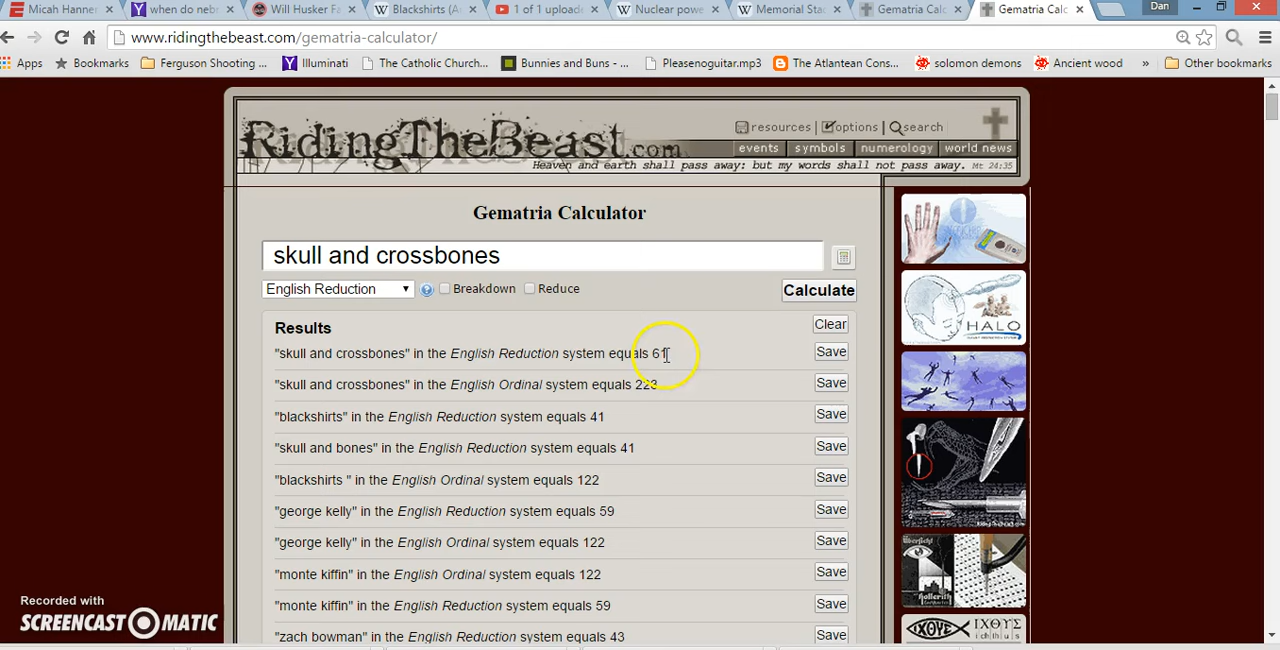 Micah Hanner
when do neb
Will Husker Fa
Blackshirts (A
1 of 1 upload
Nuclear powe
Memorial Sta
Gematria Calc
Gematria Calc
Dan
www.ridingthebeast.com/gematria-calculator/
Apps
Bookmarks
Ferguson Shooting ...
Illuminati
The Catholic Church...
Bunnies and Buns - ...
Pleasenoguitar.mp3
The Atlantean Cons...
solomon demons
Ancient wood
»
Other bookmarks
RidingTheBeast.com
resources | options | search
events | symbols | numerology | world news
Heaven and earth shall pass away: but my words shall not pass away. Mt 24:35
Gematria Calculator
skull and crossbones
English Reduction
Breakdown
Reduce
Calculate
Results
Clear
"skull and crossbones" in the English Reduction system equals 61
Save
"skull and crossbones" in the English Ordinal system equals 223
Save
"blackshirts" in the English Reduction system equals 41
Save
"skull and bones" in the English Reduction system equals 41
Save
"blackshirts " in the English Ordinal system equals 122
Save
"george kelly" in the English Reduction system equals 59
Save
"george kelly" in the English Ordinal system equals 122
Save
"monte kiffin" in the English Ordinal system equals 122
Save
"monte kiffin" in the English Reduction system equals 59
Save
"zach bowman" in the English Reduction system equals 43
Save
HALO
ΙΧΘΥΣ
i ch th u s
Recorded with
SCREENCAST-O-MATIC